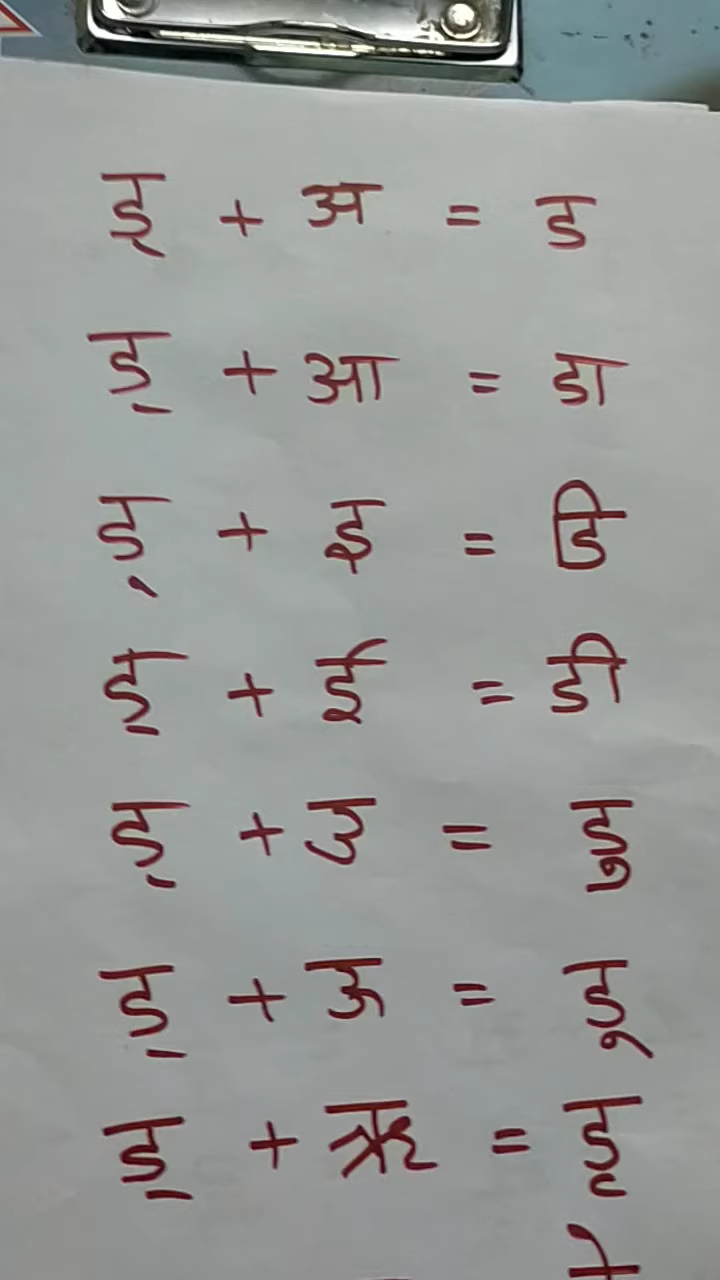 ड् + अ = ड
ड् + आ = डा
ड् + इ = डि
ड् + ई = डी
ड् + उ = डु
ड् + ऊ = डू
ड् + ऋ = डृ